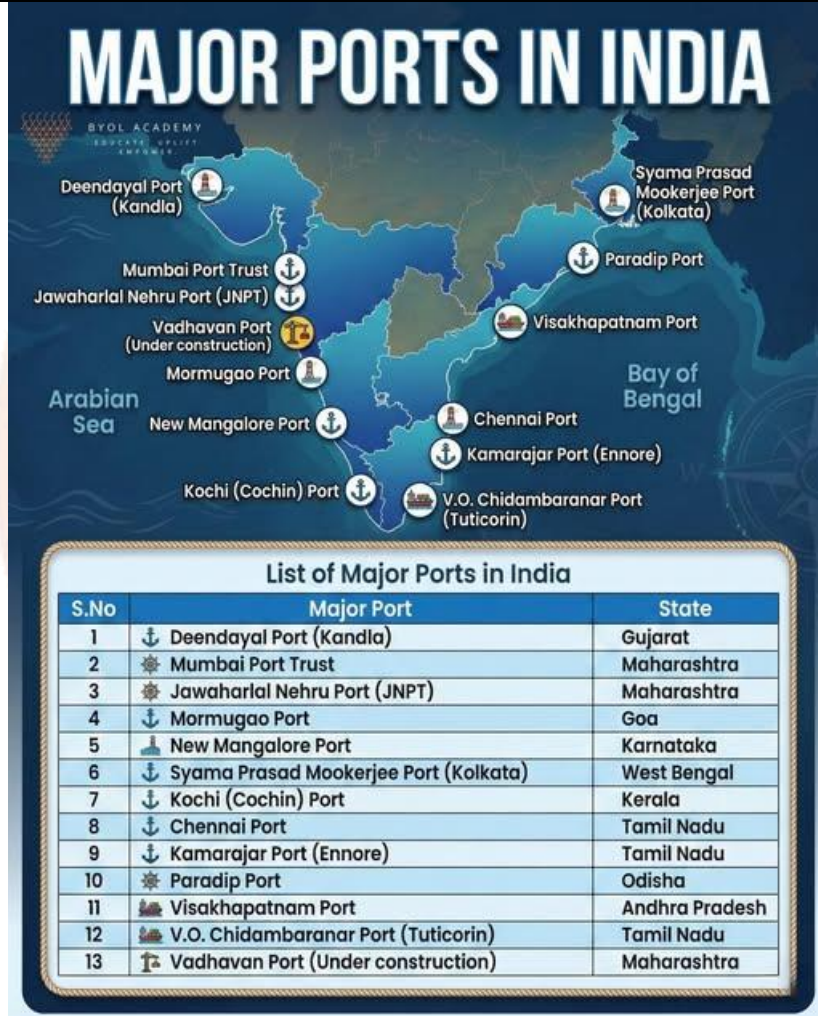 MAJOR PORTS IN INDIA
BYOL ACADEMY
EDUCATE UPLIFT
EMPOWER
Deendayal Port
(Kandla)
Syama Prasad
Mookerjee Port
(Kolkata)
Mumbai Port Trust
Paradip Port
Jawaharlal Nehru Port (JNPT)
Vadhavan Port
(Under construction)
Visakhapatnam Port
Mormugao Port
Arabian
Sea
Bay of
Bengal
New Mangalore Port
Chennai Port
Kamarajar Port (Ennore)
W
Kochi (Cochin) Port
V.O. Chidambaranar Port
(Tuticorin)
List of Major Ports in India
S.No Major Port State
1 Deendayal Port (Kandla) Gujarat
2 Mumbai Port Trust Maharashtra
3 Jawaharlal Nehru Port (JNPT) Maharashtra
4 Mormugao Port Goa
5 New Mangalore Port Karnataka
6 Syama Prasad Mookerjee Port (Kolkata) West Bengal
7 Kochi (Cochin) Port Kerala
8 Chennai Port Tamil Nadu
9 Kamarajar Port (Ennore) Tamil Nadu
10 Paradip Port Odisha
11 Visakhapatnam Port Andhra Pradesh
12 V.O. Chidambaranar Port (Tuticorin) Tamil Nadu
13 Vadhavan Port (Under construction) Maharashtra